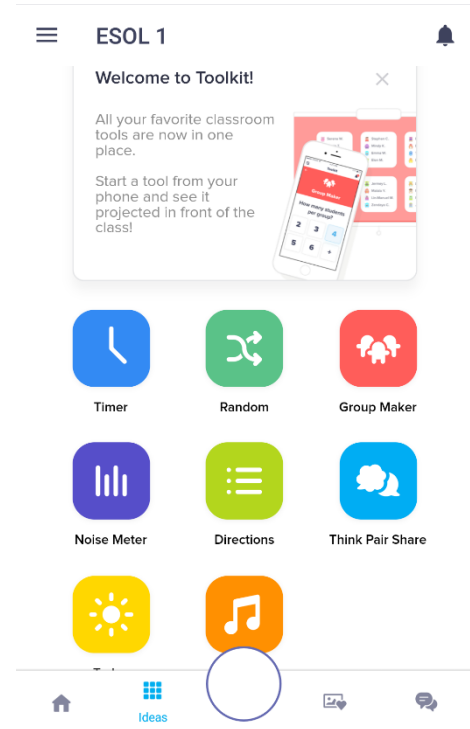 ESOL 1
Welcome to Toolkit!
All your favorite classroom
tools are now in one
place.
Start a tool from your
phone and see it
projected in front of the
class!
Toolkit
Group Maker
How many students
per group?
2 3 4
5 6 +
Timer
Random
Group Maker
Noise Meter
Directions
Think Pair Share
Ideas